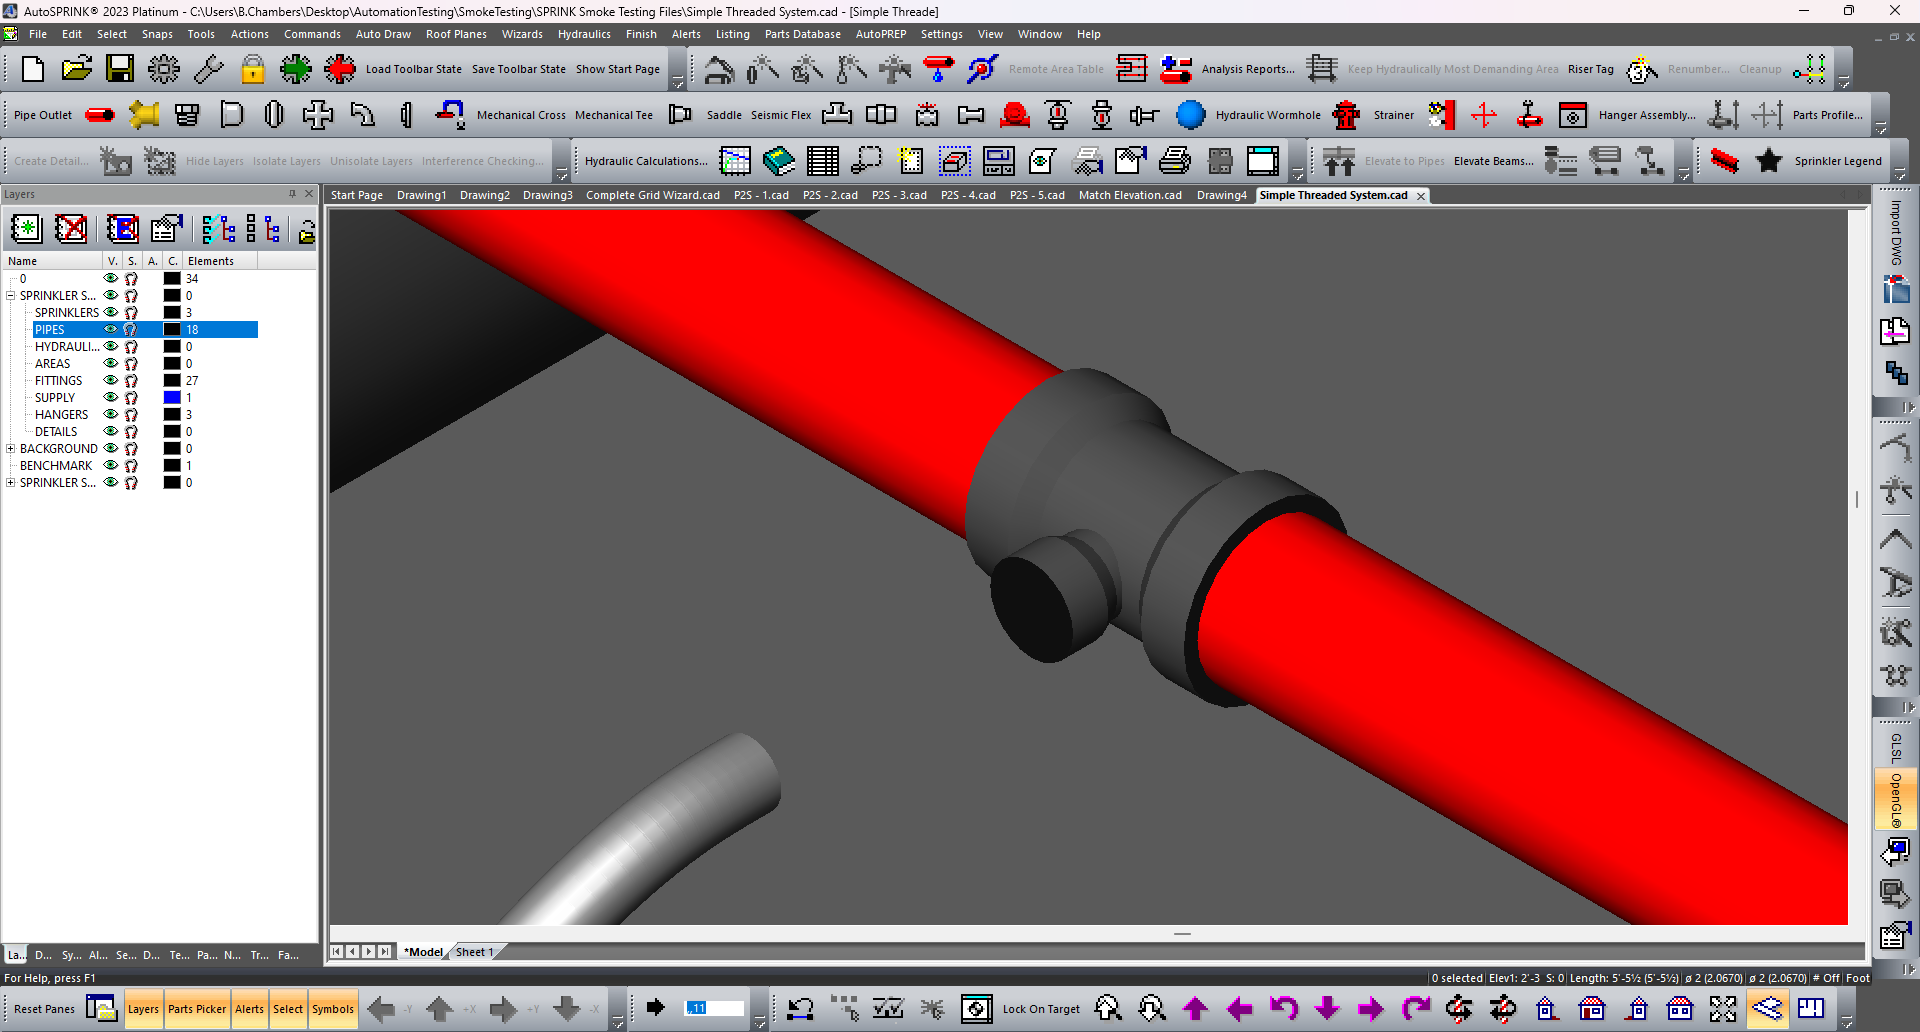 AutoSPRINK® 2023 Platinum - C:\Users\B.Chambers\Desktop\AutomationTesting\SmokeTesting\SPRINK Smoke Testing Files\Simple Threaded System.cad - [Simple Threade]
File Edit Select Snaps Tools Actions Commands Auto Draw Roof Planes Wizards Hydraulics Finish Alerts Listing Parts Database AutoPREP Settings View Window Help
Load Toolbar State Save Toolbar State Show Start Page Remote Area Table Analysis Reports... Keep Hydraulically Most Demanding Area Riser Tag Renumber... Cleanup
Pipe Outlet Mechanical Cross Mechanical Tee Saddle Seismic Flex Hydraulic Wormhole Strainer Hanger Assembly... Parts Profile...
Create Detail... Hide Layers Isolate Layers Unisolate Layers Interference Checking... Hydraulic Calculations... Elevate to Pipes Elevate Beams... Sprinkler Legend
Layers
Start Page Drawing1 Drawing2 Drawing3 Complete Grid Wizard.cad P2S - 1.cad P2S - 2.cad P2S - 3.cad P2S - 4.cad P2S - 5.cad Match Elevation.cad Drawing4 Simple Threaded System.cad
Name V. S. A. C. Elements
0 34
SPRINKLER S... 0
SPRINKLERS 3
PIPES 18
HYDRAULI... 0
AREAS 0
FITTINGS 27
SUPPLY 1
HANGERS 3
DETAILS 0
BACKGROUND 0
BENCHMARK 1
SPRINKLER S... 0
Import DWG
GLSL
OpenGL®
La... D... Sy... Al... Se... D... Te... Pa... N... Tr... Fa...
*Model Sheet 1
For Help, press F1
0 selected Elev1: 2'-3 S: 0 Length: 5'-5½ (5'-5½) ø 2 (2.0670) ø 2 (2.0670) # Off Foot
Reset Panes Layers Parts Picker Alerts Select Symbols -Y +X +Y -X ,,11 Lock On Target